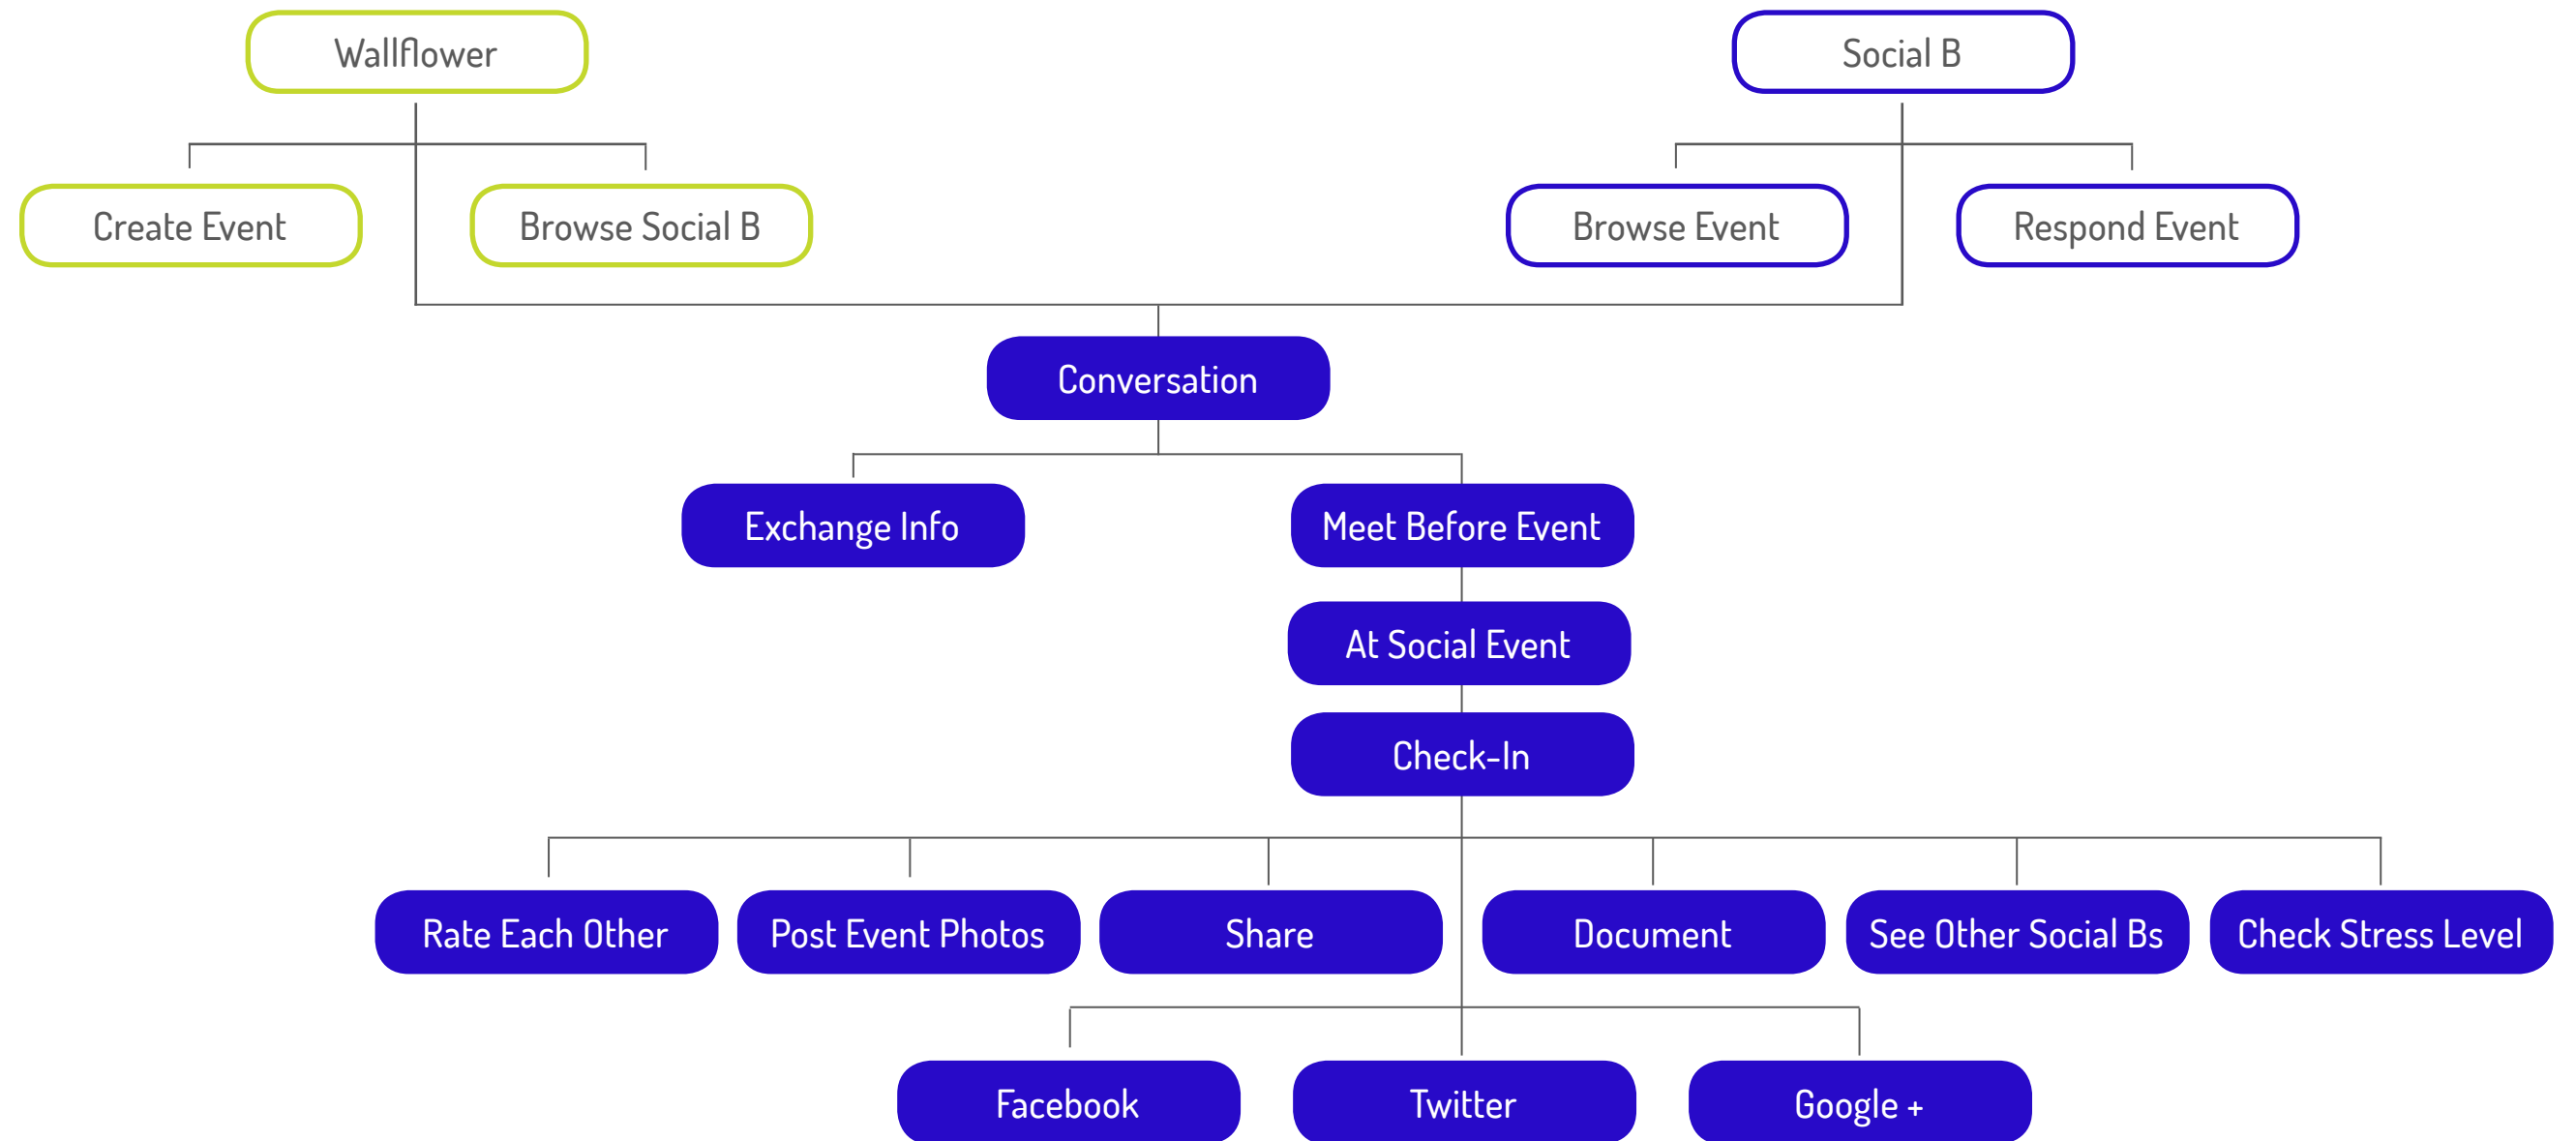 Wallflower
Social B
Create Event
Browse Social B
Browse Event
Respond Event
Conversation
Exchange Info
Meet Before Event
At Social Event
Check-In
Rate Each Other
Post Event Photos
Share
Document
See Other Social Bs
Check Stress Level
Facebook
Twitter
Google +